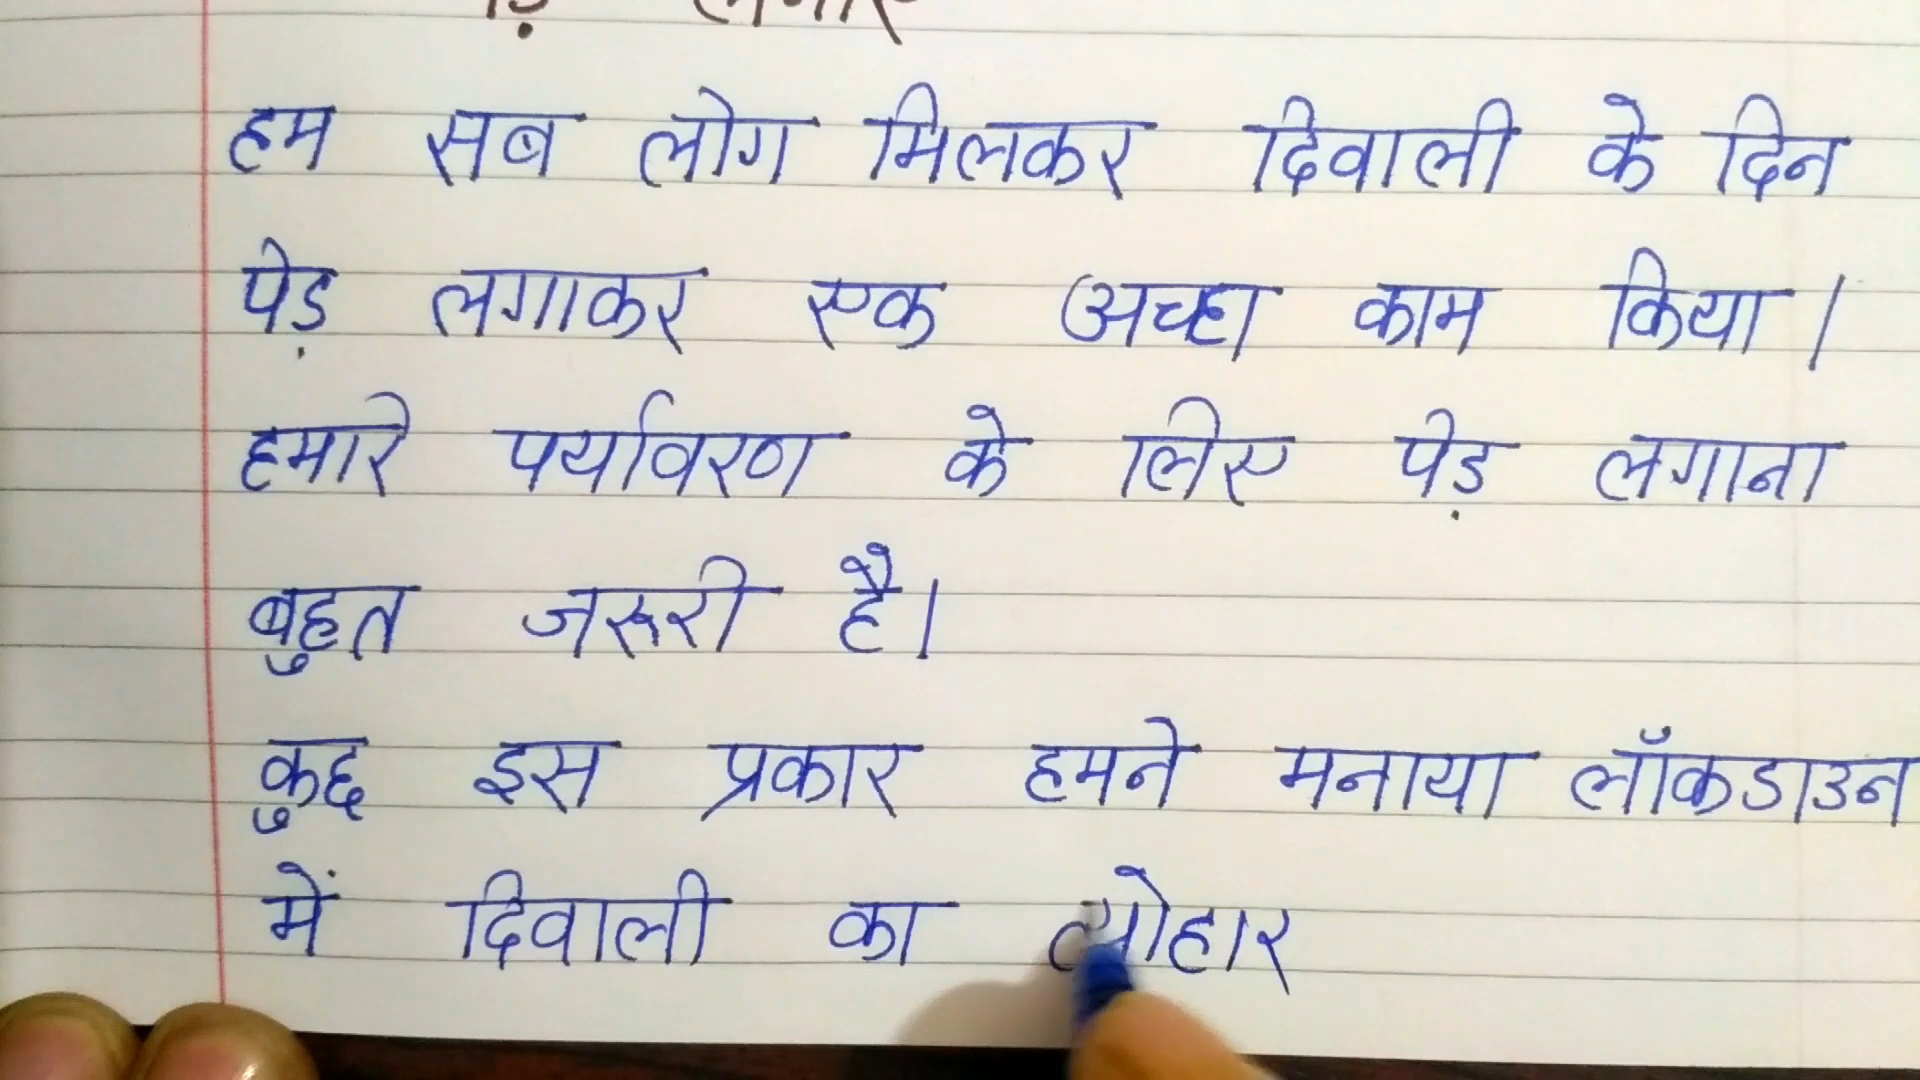 हम सब लोग मिलकर दिवाली के दिन
पेड़ लगाकर एक अच्छा काम किया।
हमारे पर्यावरण के लिए पेड़ लगाना
बहुत जरूरी है।
कुछ इस प्रकार हमने मनाया लॉकडाउन
में दिवाली का त्योहार